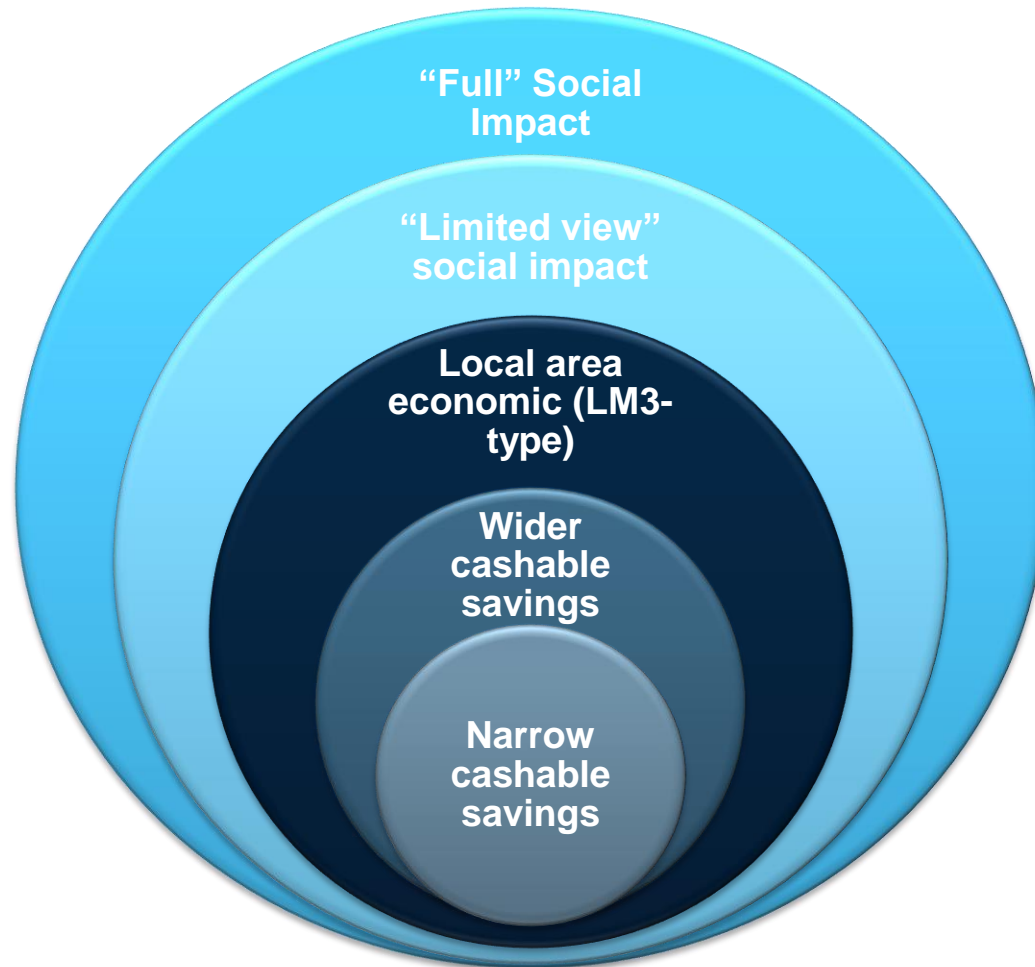 “Full” Social
Impact
“Limited view”
social impact
Local area
economic (LM3-
type)
Wider
cashable
savings
Narrow
cashable
savings